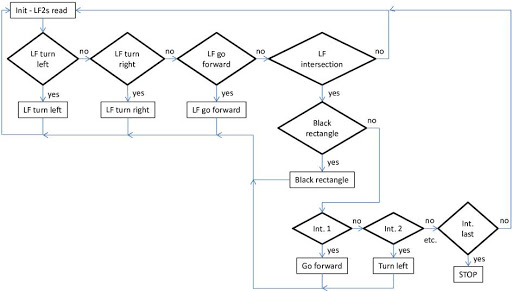 Init - LF2s read
LF turn
left
no
LF turn
right
no
LF go
forward
no
LF
intersection
no
yes
yes
yes
yes
LF turn left
LF turn right
LF go forward
Black
rectangle
no
yes
Black rectangle
Int. 1
no
Int. 2
no
etc.
Int.
last
no
yes
yes
yes
Go forward
Turn left
STOP